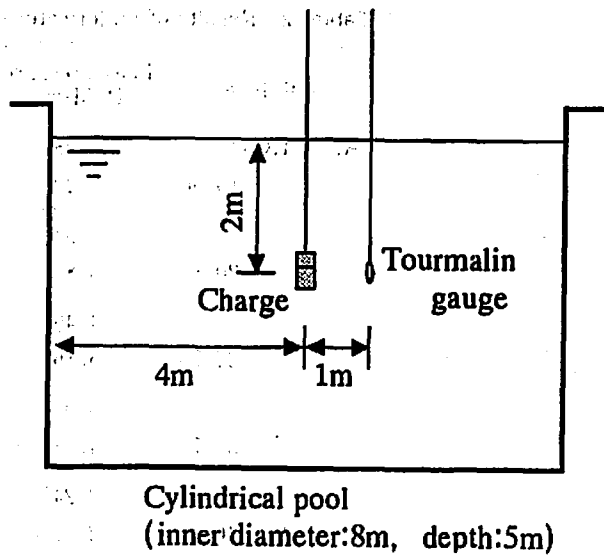 2m
Charge
Tourmalin
gauge
4m
1m
Cylindrical pool
(inner diameter:8m, depth:5m)